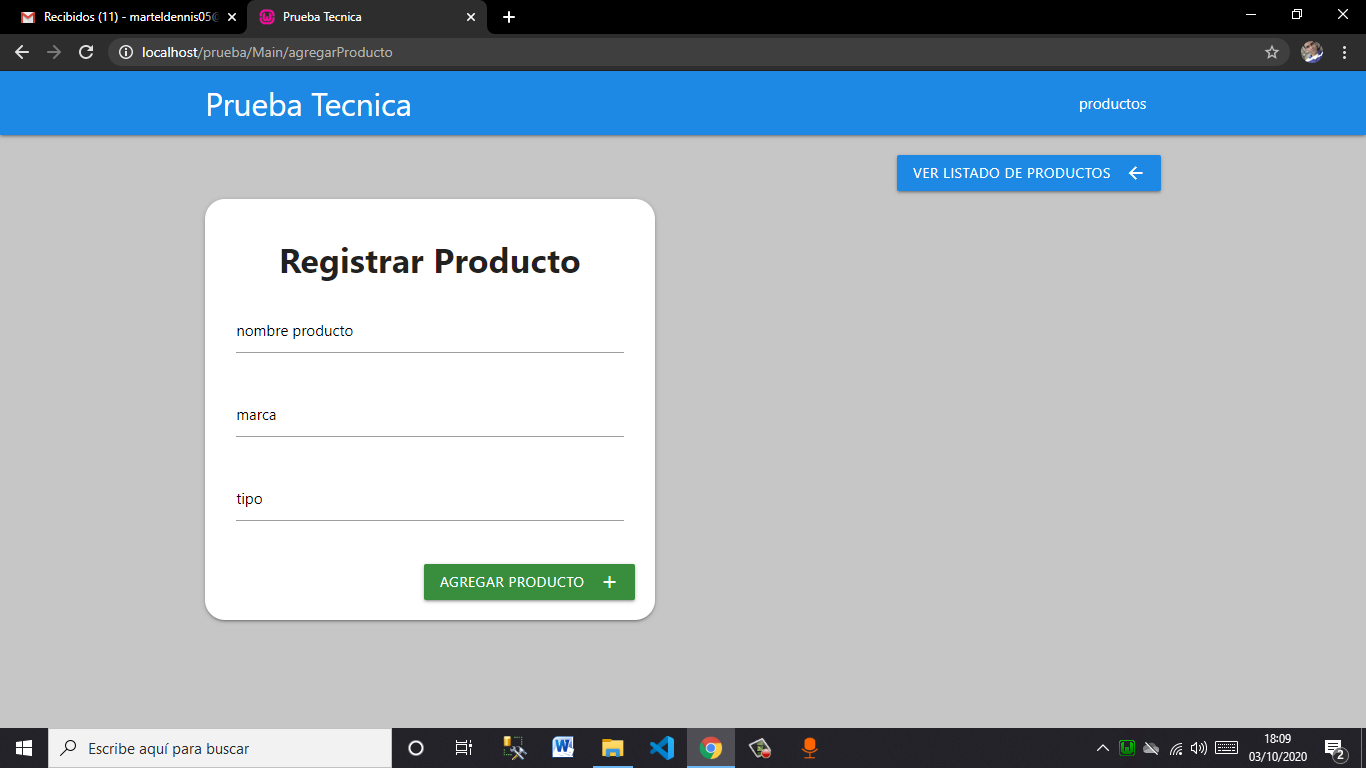 Recibidos (11) - marteldennis05@
Prueba Tecnica
localhost/prueba/Main/agregarProducto
Prueba Tecnica
productos
VER LISTADO DE PRODUCTOS
Registrar Producto
nombre producto
marca
tipo
AGREGAR PRODUCTO
Escribe aquí para buscar
18:09
03/10/2020
2